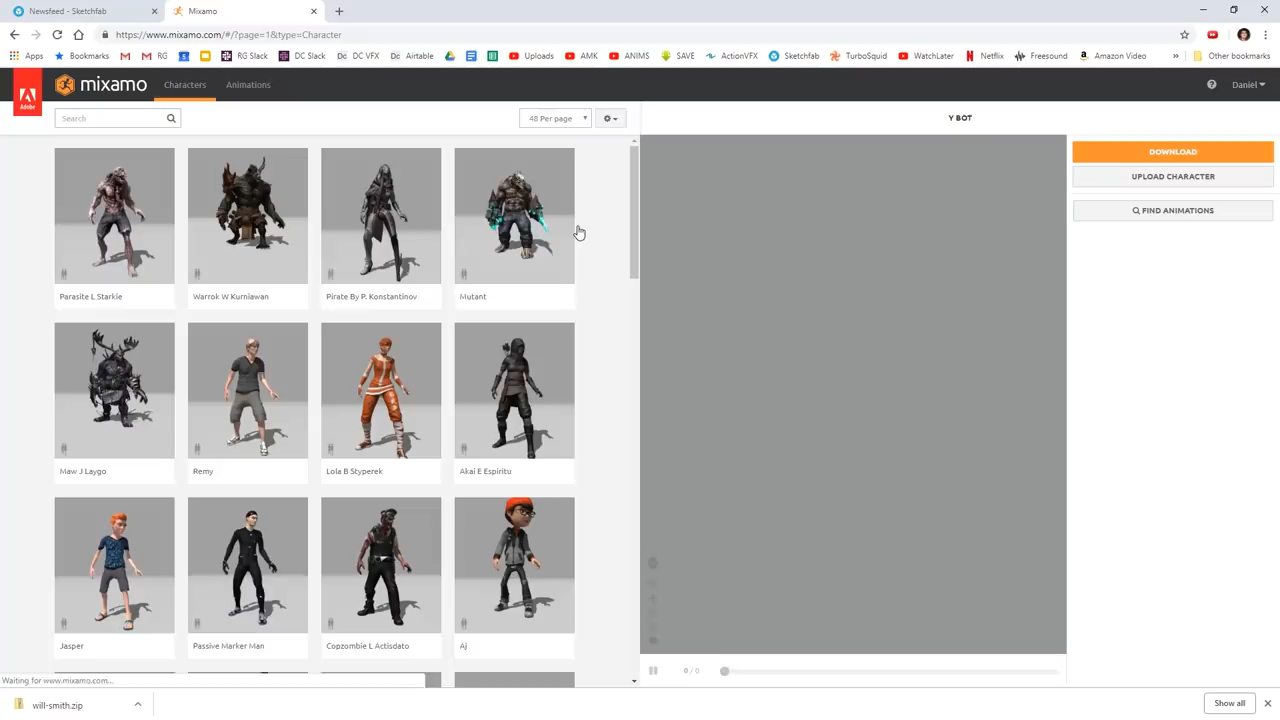 Newsfeed - Sketchfab
Mixamo
https://www.mixamo.com/#/?page=1&type=Character
Apps
Bookmarks
RG
RG Slack
DC Slack
DC VFX
Airtable
Uploads
AMK
ANIMS
SAVE
ActionVFX
Sketchfab
TurboSquid
WatchLater
Netflix
Freesound
Amazon Video
»
Other bookmarks
Adobe
mixamo
Characters
Animations
Daniel
Search
48 Per page
Y BOT
DOWNLOAD
UPLOAD CHARACTER
FIND ANIMATIONS
Parasite L Starkie
Warrok W Kurniawan
Pirate By P. Konstantinov
Mutant
Maw J Laygo
Remy
Lola B Styperek
Akai E Espiritu
Jasper
Passive Marker Man
Copzombie L Actisdato
Aj
0 / 0
Waiting for www.mixamo.com...
will-smith.zip
Show all